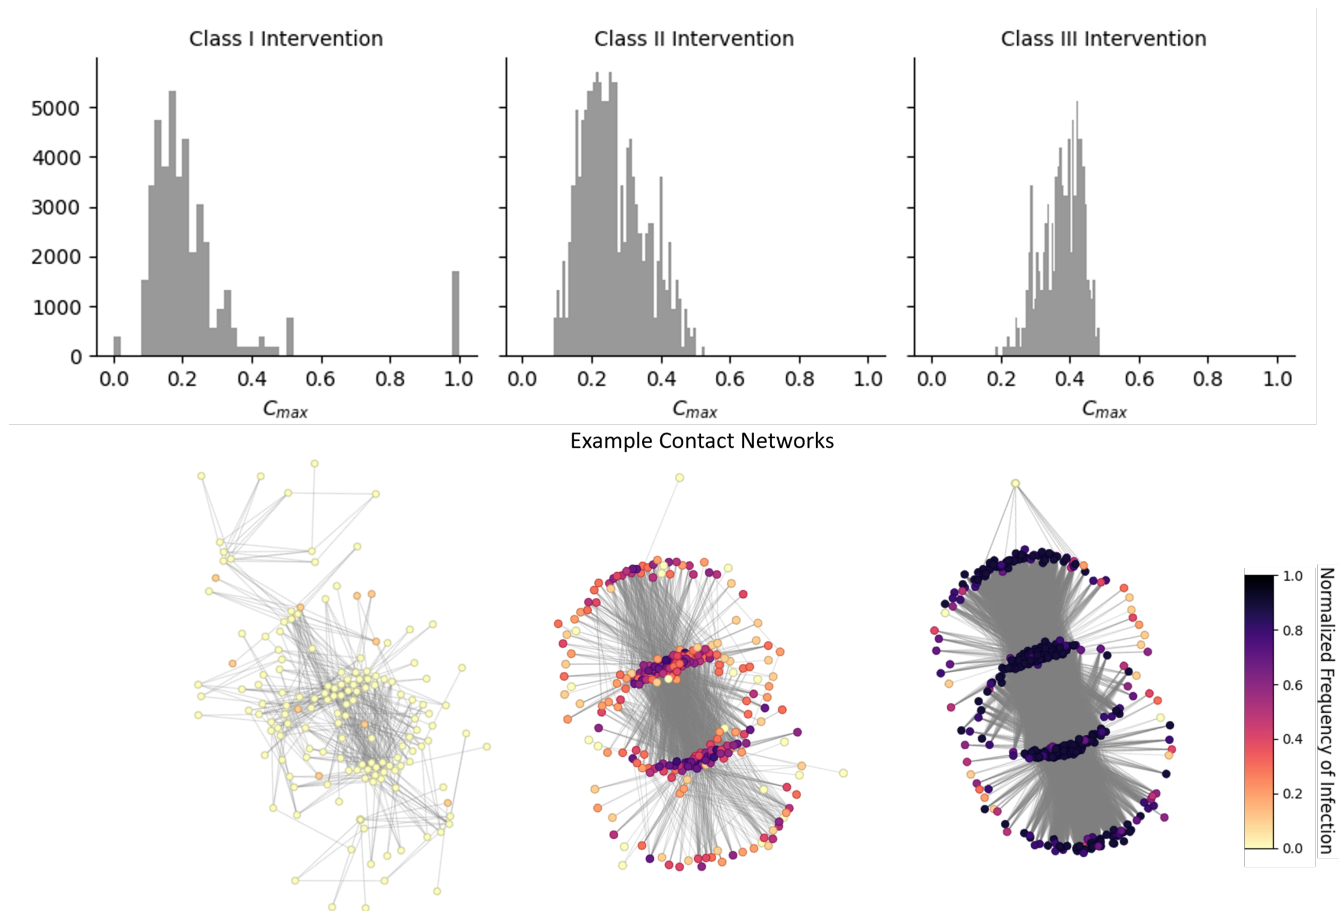 Class I Intervention
Class II Intervention
Class III Intervention
5000
4000
3000
2000
1000
0
0.0 0.2 0.4 0.6 0.8 1.0
0.0 0.2 0.4 0.6 0.8 1.0
0.0 0.2 0.4 0.6 0.8 1.0
Cmax
Cmax
Cmax
Example Contact Networks
1.0
0.8
0.6
0.4
0.2
0.0
Normalized Frequency of Infection